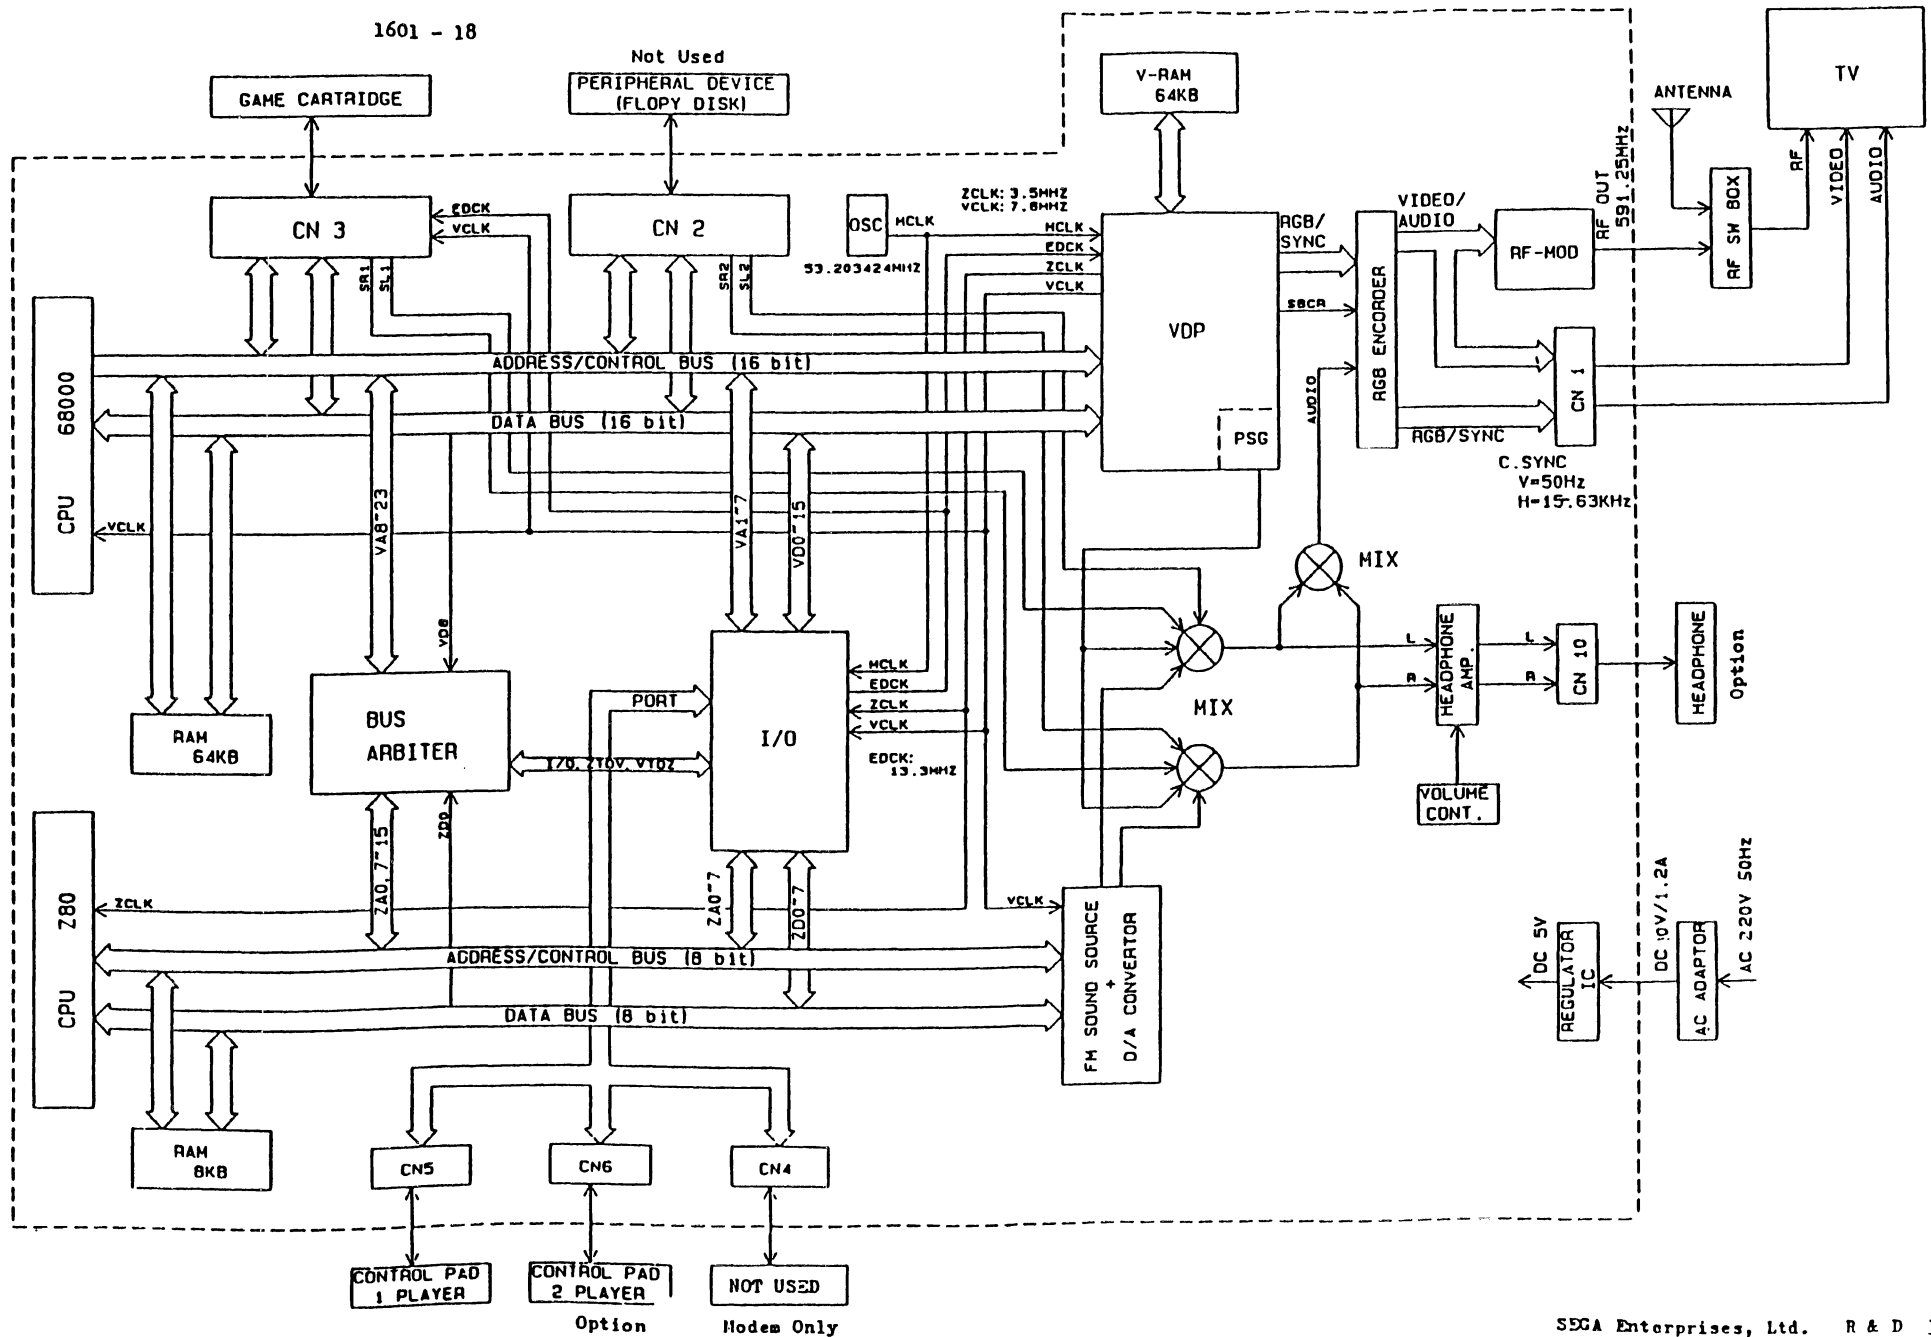 1601 - 18
Not Used
GAME CARTRIDGE
PERIPHERAL DEVICE
(FLOPY DISK)
V-RAM
64KB
TV
ANTENNA
CN 3
EDCK
VCLK
SR1
SL1
CN 2
SR2
SL2
OSC
MCLK
53.203424MHZ
ZCLK: 3.5MHZ
VCLK: 7.6MHZ
MCLK
EDCK
ZCLK
VCLK
VDP
PSG
RGB/
SYNC
SBCR
AUDIO
RGB ENCORDER
VIDEO/
AUDIO
RF-MOD
RF OUT
591.25MHz
RF SW BOX
RF
VIDEO
AUDIO
CN 1
RGB/SYNC
C.SYNC
V=50Hz
H=15.63KHz
68000
CPU
VCLK
ADDRESS/CONTROL BUS (16 bit)
DATA BUS (16 bit)
VA8~23
VD8
VA1~7
VD0~15
MIX
MIX
RAM
64KB
BUS
ARBITER
PORT
I/O, ZTOV, VTOZ
I/O
MCLK
EDCK
ZCLK
VCLK
EDCK:
13.3MHZ
L
R
HEADPHONE
AMP.
L
R
CN 10
HEADPHONE
Option
VOLUME
CONT.
Z80
CPU
ZCLK
ZA0,7~15
ZD0
ZA0~7
ZD0~7
VCLK
ADDRESS/CONTROL BUS (8 bit)
DATA BUS (8 bit)
FM SOUND SOURCE
+
D/A CONVERTOR
DC 5V
REGULATOR
IC
DC 10V/1.2A
AC ADAPTOR
AC 220V 50Hz
RAM
8KB
CN5
CN6
CN4
CONTROL PAD
1 PLAYER
CONTROL PAD
2 PLAYER
NOT USED
Option
Modem Only
SEGA Enterprises, Ltd. R & D